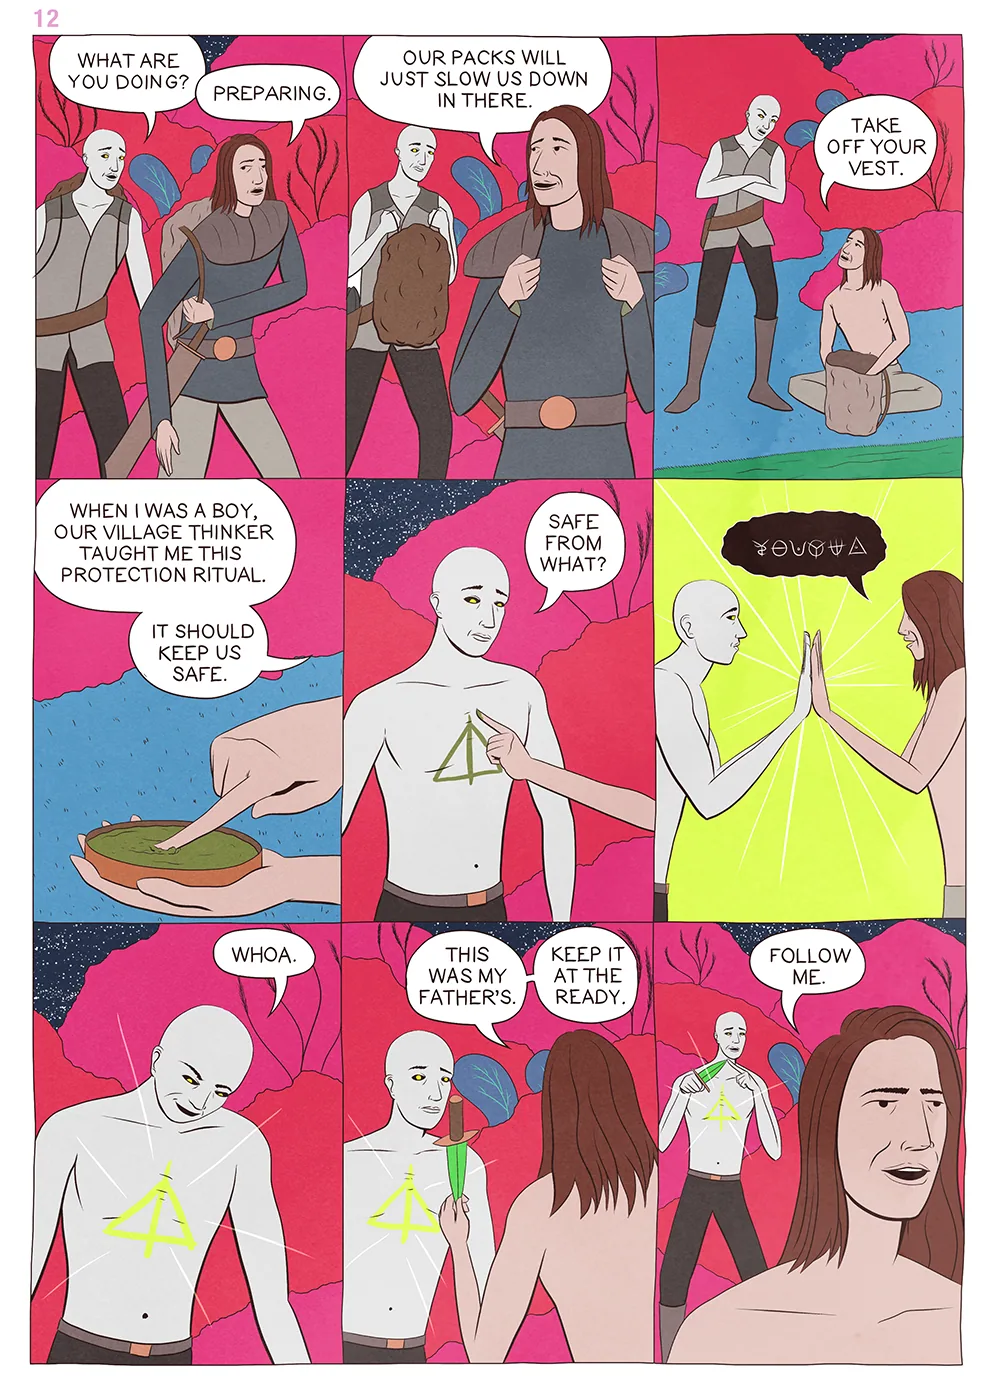 12
WHAT ARE
YOU DOING?
PREPARING.
OUR PACKS WILL
JUST SLOW US DOWN
IN THERE.
TAKE
OFF YOUR
VEST.
WHEN I WAS A BOY,
OUR VILLAGE THINKER
TAUGHT ME THIS
PROTECTION RITUAL.
IT SHOULD
KEEP US
SAFE.
SAFE
FROM
WHAT?
WHOA.
THIS
WAS MY
FATHER'S.
KEEP IT
AT THE
READY.
FOLLOW
ME.